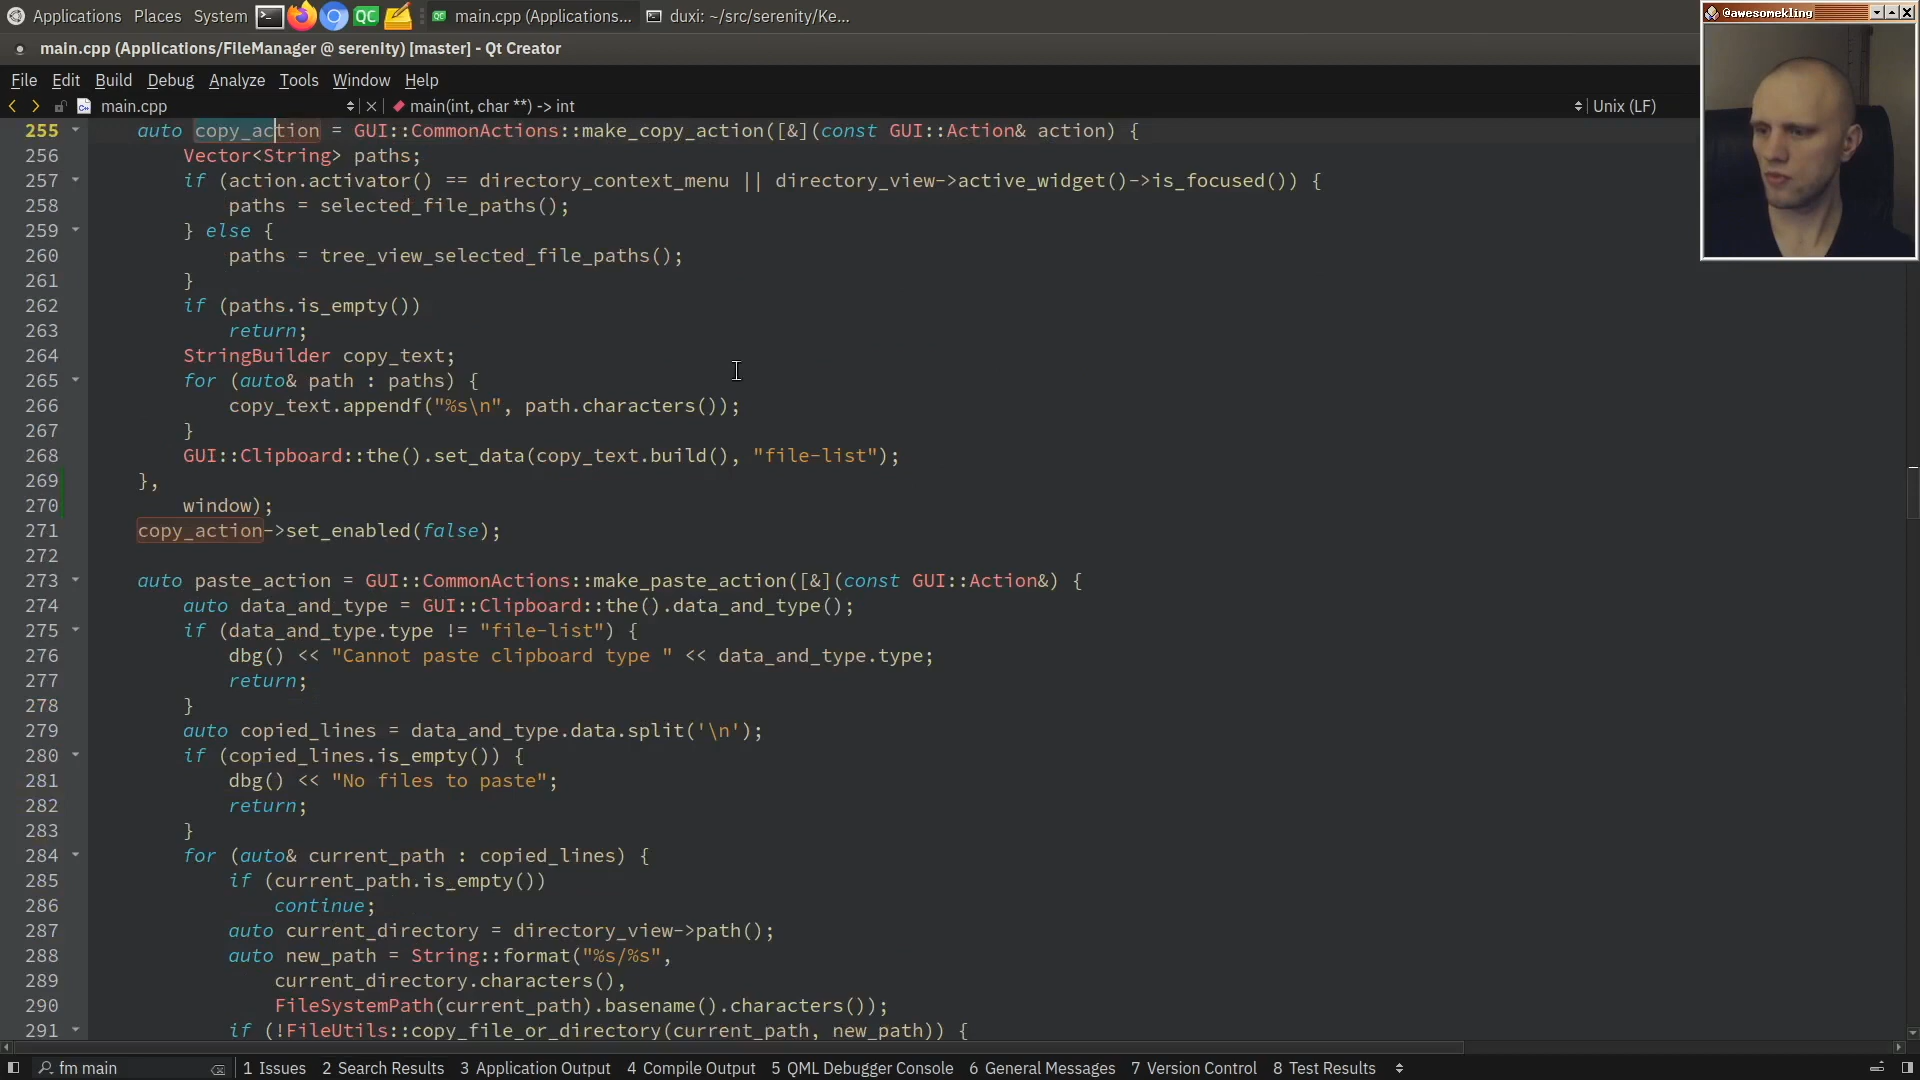 Applications Places System main.cpp (Applications... duxi: ~/src/serenity/Ke...
@awesomekling
main.cpp (Applications/FileManager @ serenity) [master] - Qt Creator
File Edit Build Debug Analyze Tools Window Help
main.cpp main(int, char **) -> int Unix (LF)
255 auto copy_action = GUI::CommonActions::make_copy_action([&](const GUI::Action& action) {
256 Vector<String> paths;
257 if (action.activator() == directory_context_menu || directory_view->active_widget()->is_focused()) {
258 paths = selected_file_paths();
259 } else {
260 paths = tree_view_selected_file_paths();
261 }
262 if (paths.is_empty())
263 return;
264 StringBuilder copy_text;
265 for (auto& path : paths) {
266 copy_text.appendf("%s\n", path.characters());
267 }
268 GUI::Clipboard::the().set_data(copy_text.build(), "file-list");
269 },
270 window);
271 copy_action->set_enabled(false);
272
273 auto paste_action = GUI::CommonActions::make_paste_action([&](const GUI::Action&) {
274 auto data_and_type = GUI::Clipboard::the().data_and_type();
275 if (data_and_type.type != "file-list") {
276 dbg() << "Cannot paste clipboard type " << data_and_type.type;
277 return;
278 }
279 auto copied_lines = data_and_type.data.split('\n');
280 if (copied_lines.is_empty()) {
281 dbg() << "No files to paste";
282 return;
283 }
284 for (auto& current_path : copied_lines) {
285 if (current_path.is_empty())
286 continue;
287 auto current_directory = directory_view->path();
288 auto new_path = String::format("%s/%s",
289 current_directory.characters(),
290 FileSystemPath(current_path).basename().characters());
291 if (!FileUtils::copy_file_or_directory(current_path, new_path)) {
fm main 1 Issues 2 Search Results 3 Application Output 4 Compile Output 5 QML Debugger Console 6 General Messages 7 Version Control 8 Test Results